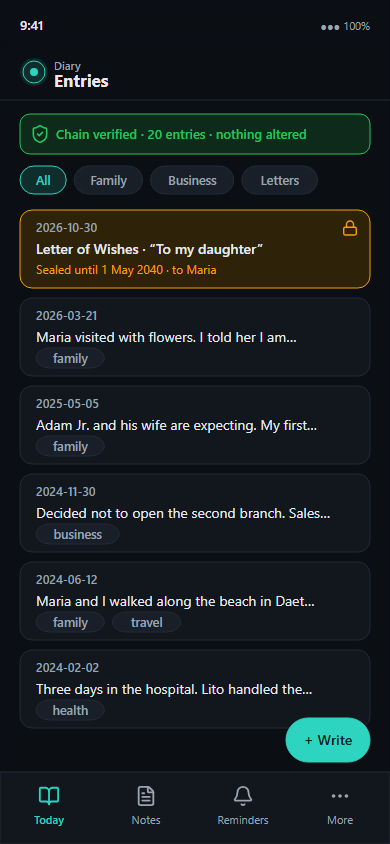 9:41
●●● 100%
Diary
Entries
Chain verified · 20 entries · nothing altered
All Family Business Letters
2026-10-30
Letter of Wishes · “To my daughter”
Sealed until 1 May 2040 · to Maria
2026-03-21
Maria visited with flowers. I told her I am...
family
2025-05-05
Adam Jr. and his wife are expecting. My first...
family
2024-11-30
Decided not to open the second branch. Sales...
business
2024-06-12
Maria and I walked along the beach in Daet...
family travel
2024-02-02
Three days in the hospital. Lito handled the...
health
+ Write
Today Notes Reminders More